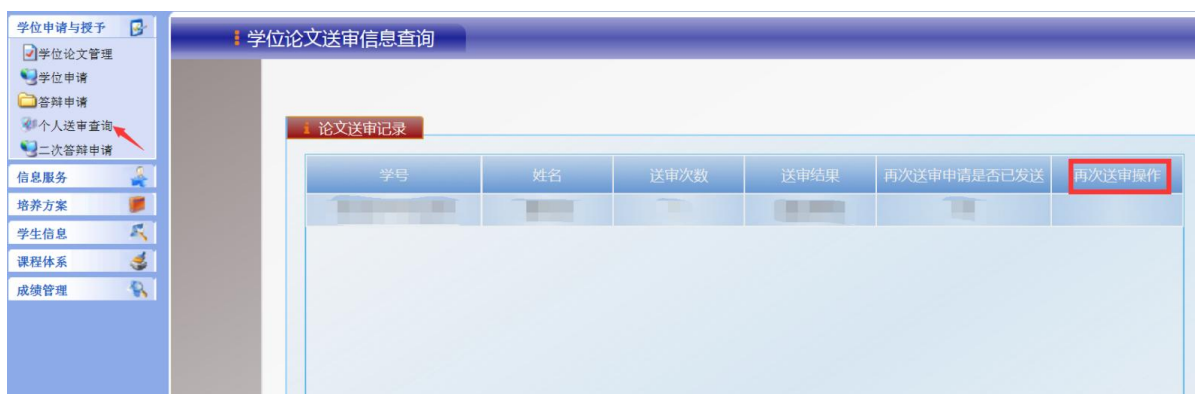 学位申请与授予
学位论文管理
学位申请
答辩申请
个人送审查询
二次答辩申请
信息服务
培养方案
学生信息
课程体系
成绩管理
学位论文送审信息查询
论文送审记录
学号 姓名 送审次数 送审结果 再次送审申请是否已发送 再次送审操作